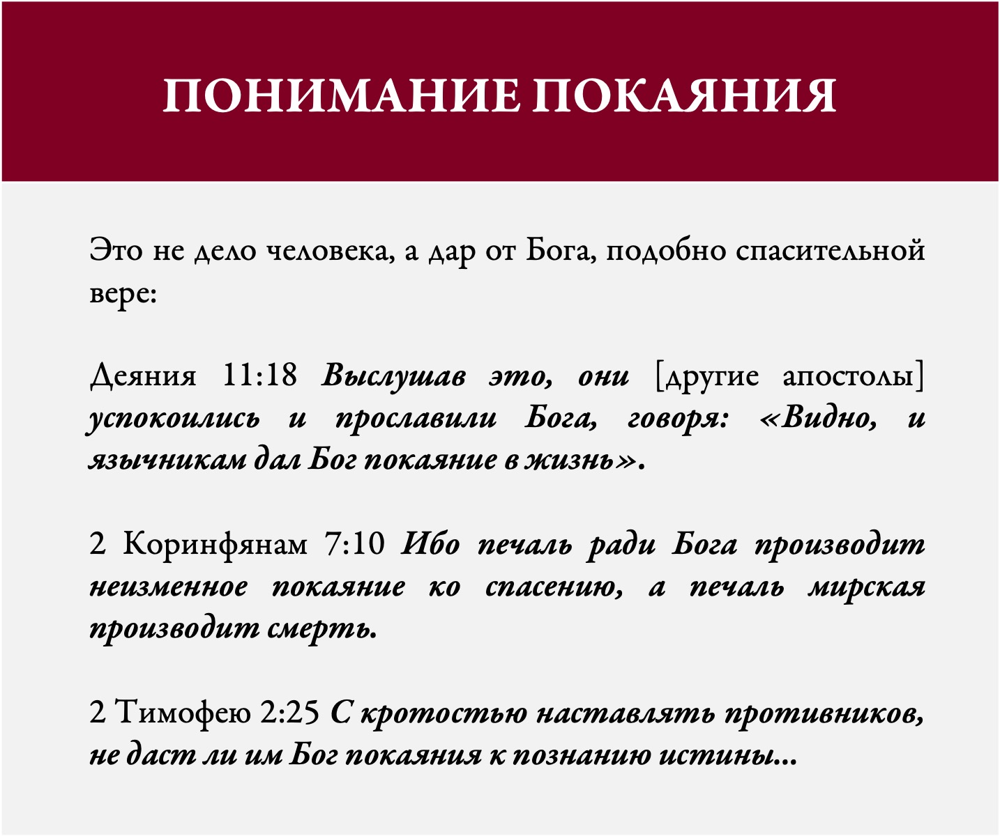 ПОНИМАНИЕ ПОКАЯНИЯ
Это не дело человека, а дар от Бога, подобно спасительной
вере:
Деяния 11:18 Выслушав это, они [другие апостолы]
успокоились и прославили Бога, говоря: «Видно, и
язычникам дал Бог покаяние в жизнь».
2 Коринфянам 7:10 Ибо печаль ради Бога производит
неизменное покаяние ко спасению, а печаль мирская
производит смерть.
2 Тимофею 2:25 С кротостью наставлять противников,
не даст ли им Бог покаяния к познанию истины...